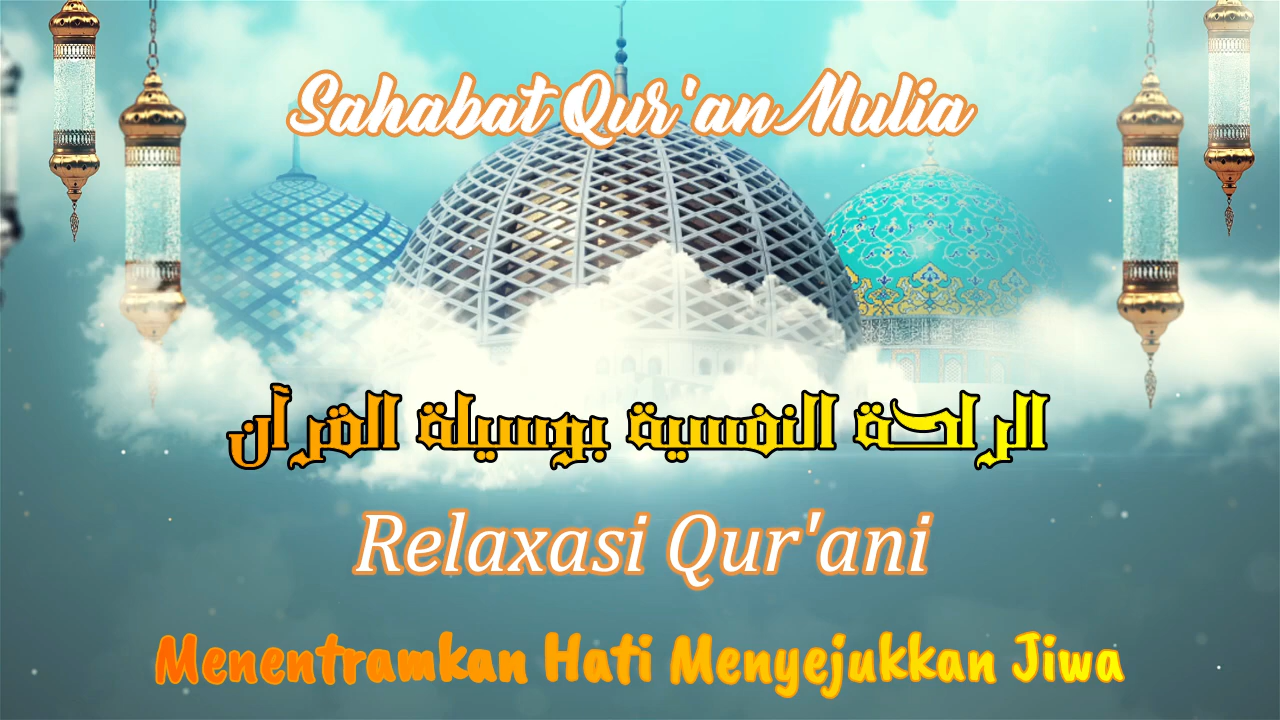 Sahabat Qur'an Mulia
الراحة النفسية بوسيلة القرآن
Relaxasi Qur'ani
Menentramkan Hati Menyejukkan Jiwa